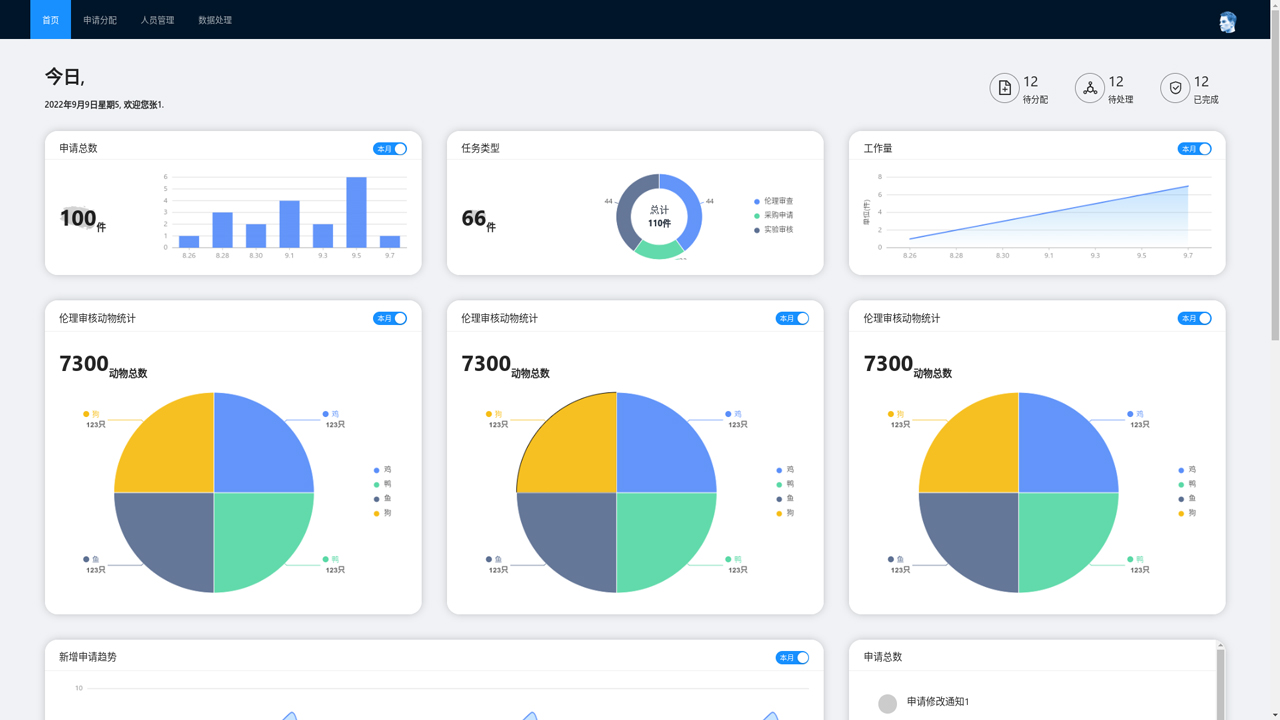 首页 申请分配 人员管理 数据处理
今日,
2022年9月9日星期5, 欢迎您张1.
12 待分配
12 待处理
12 已完成
申请总数 本月
100件
6
5
4
3
2
1
0
8.26 8.28 8.30 9.1 9.3 9.5 9.7
任务类型 本月
66件
44 44
总计
110件
伦理审查
采购申请
实验审核
工作量 本月
单位(件)
8
6
4
2
0
8.26 8.28 8.30 9.1 9.3 9.5 9.7
伦理审核动物统计 本月
7300动物总数
狗 123只
鸡 123只
鱼 123只
鸭 123只
鸡
鸭
鱼
狗
伦理审核动物统计 本月
7300动物总数
狗 123只
鸡 123只
鱼 123只
鸭 123只
鸡
鸭
鱼
狗
伦理审核动物统计 本月
7300动物总数
狗 123只
鸡 123只
鱼 123只
鸭 123只
鸡
鸭
鱼
狗
新增申请趋势 本月
10
申请总数
申请修改通知1